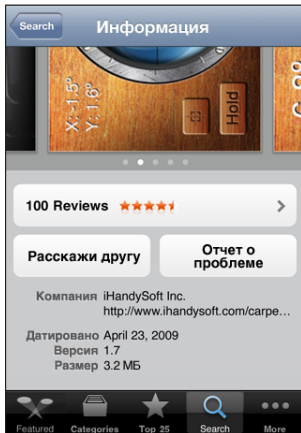 Search
Информация
X:-1.5°
Y: 1.6°
Hold
100 Reviews
Расскажи другу
Отчет о
проблеме
Компания iHandySoft Inc.
http://www.ihandysoft.com/carpe...
Датировано April 23, 2009
Версия 1.7
Размер 3.2 МБ
Featured Categories Top 25 Search More